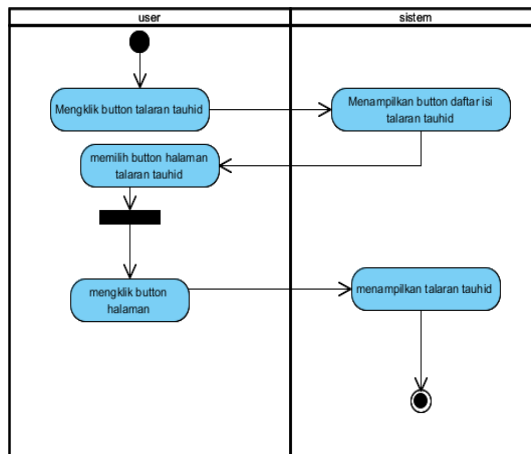 user
sistem
Mengklik button talaran tauhid
Menampilkan button daftar isi
talaran tauhid
memilih button halaman
talaran tauhid
mengklik button
halaman
menampilkan talaran tauhid